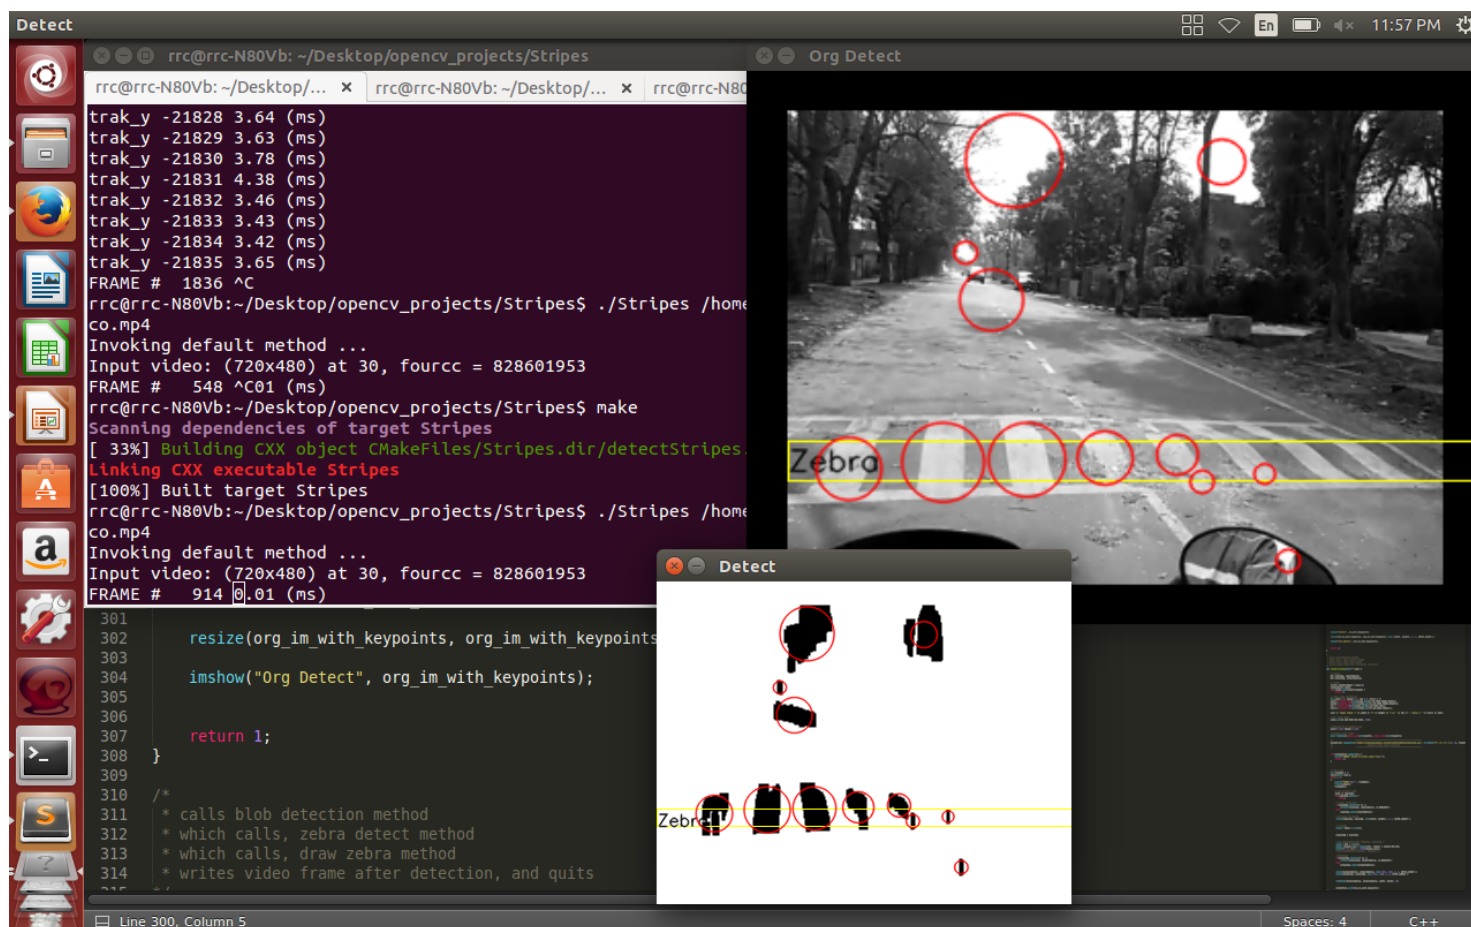 Detect
En
11:57 PM
rrc@rrc-N80Vb: ~/Desktop/opencv_projects/Stripes
rrc@rrc-N80Vb: ~/Desktop/... × rrc@rrc-N80Vb: ~/Desktop/... × rrc@rrc-N80
trak_y -21828 3.64 (ms)
trak_y -21829 3.63 (ms)
trak_y -21830 3.78 (ms)
trak_y -21831 4.38 (ms)
trak_y -21832 3.46 (ms)
trak_y -21833 3.43 (ms)
trak_y -21834 3.42 (ms)
trak_y -21835 3.65 (ms)
FRAME #  1836 ^C
rrc@rrc-N80Vb:~/Desktop/opencv_projects/Stripes$ ./Stripes /home
co.mp4
Invoking default method ...
Input video: (720x480) at 30, fourcc = 828601953
FRAME #   548 ^C01 (ms)
rrc@rrc-N80Vb:~/Desktop/opencv_projects/Stripes$ make
Scanning dependencies of target Stripes
[ 33%] Building CXX object CMakeFiles/Stripes.dir/detectStripes.
Linking CXX executable Stripes
[100%] Built target Stripes
rrc@rrc-N80Vb:~/Desktop/opencv_projects/Stripes$ ./Stripes /home
co.mp4
Invoking default method ...
Input video: (720x480) at 30, fourcc = 828601953
FRAME #   914 0.01 (ms)
Org Detect
Zebra
Detect
Zebra
301
302 resize(org_im_with_keypoints, org_im_with_keypoints
303
304 imshow("Org Detect", org_im_with_keypoints);
305
306
307 return 1;
308 }
309
310 /*
311 * calls blob detection method
312 * which calls, zebra detect method
313 * which calls, draw zebra method
314 * writes video frame after detection, and quits
Line 300, Column 5
Spaces: 4
C++